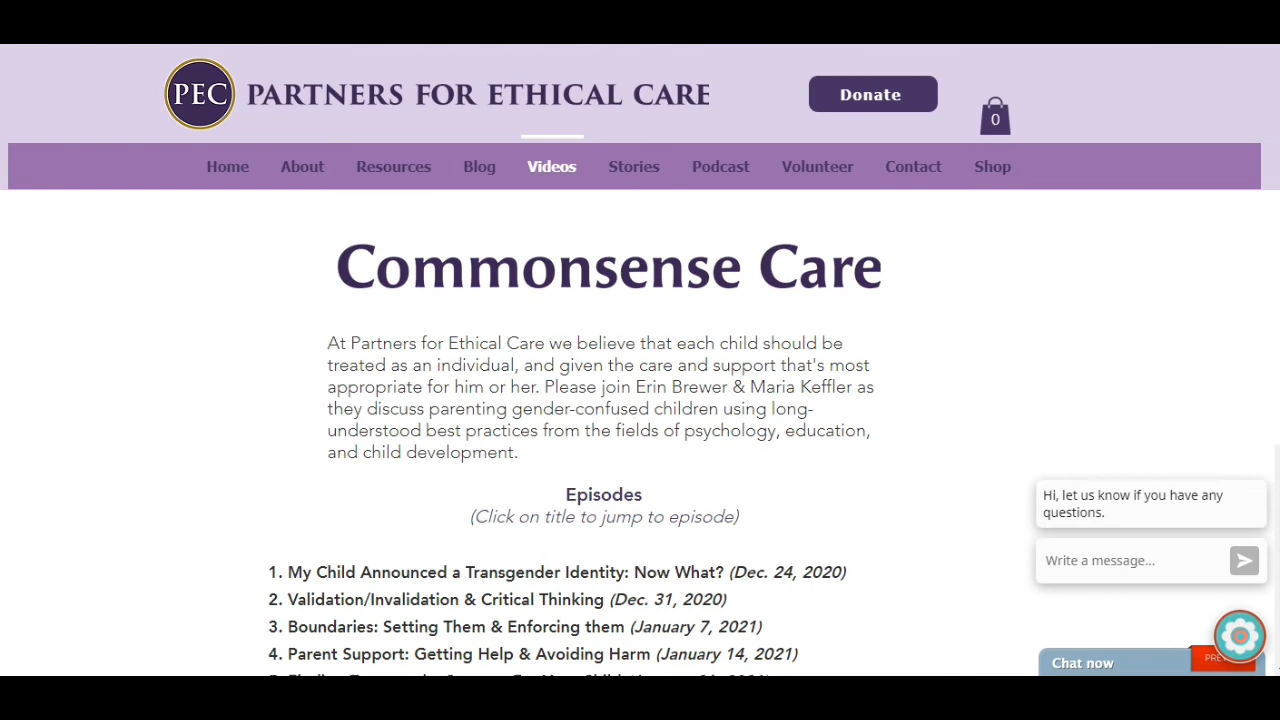 PEC PARTNERS FOR ETHICAL CARE
Donate
0
Home About Resources Blog Videos Stories Podcast Volunteer Contact Shop
Commonsense Care
At Partners for Ethical Care we believe that each child should be
treated as an individual, and given the care and support that's most
appropriate for him or her. Please join Erin Brewer & Maria Keffler as
they discuss parenting gender-confused children using long-
understood best practices from the fields of psychology, education,
and child development.
Episodes
(Click on title to jump to episode)
1. My Child Announced a Transgender Identity: Now What? (Dec. 24, 2020)
2. Validation/Invalidation & Critical Thinking (Dec. 31, 2020)
3. Boundaries: Setting Them & Enforcing them (January 7, 2021)
4. Parent Support: Getting Help & Avoiding Harm (January 14, 2021)
Hi, let us know if you have any
questions.
Write a message...
Chat now